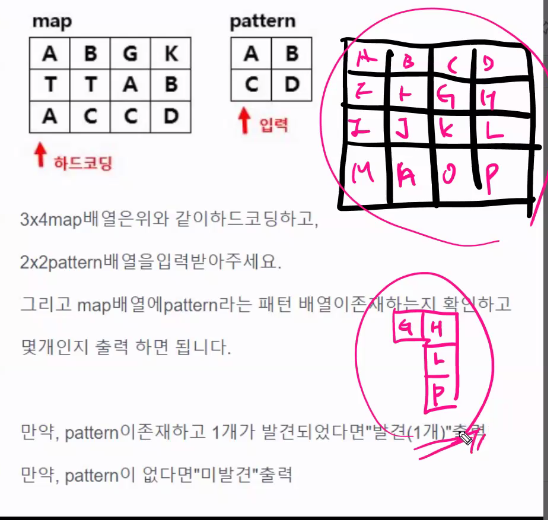 map
A B G K
T T A B
A C C D
하드코딩
pattern
A B
C D
입력
A B C D
E F G H
I J K L
M N O P
3x4map배열은위와 같이하드코딩하고,
2x2pattern배열을입력받아주세요.
그리고 map배열에pattern라는 패턴 배열이존재하는지 확인하고
몇개인지 출력 하면 됩니다.
G H
L
P
만약, pattern이존재하고 1개가 발견되었다면"발견(1개)"출력
만약, pattern이 없다면"미발견"출력